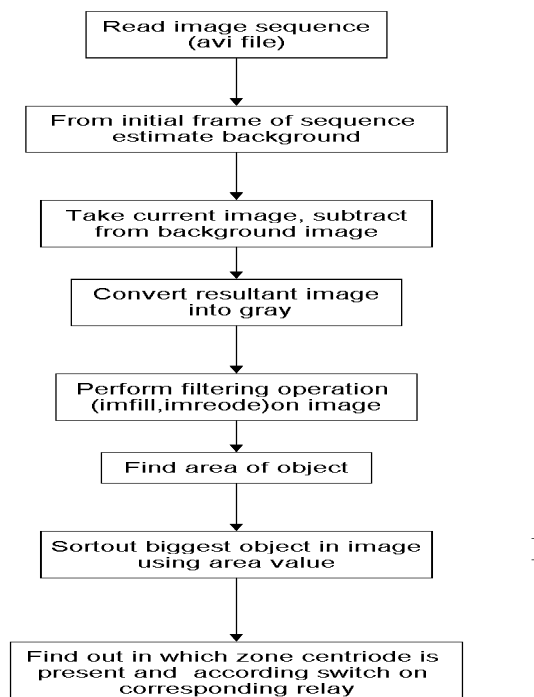 Read image sequence
(avi file)
From initial frame of sequence
estimate background
Take current image, subtract
from background image
Convert resultant image
into gray
Perform filtering operation
(imfill,imreode)on image
Find area of object
Sortout biggest object in image
using area value
Find out in which zone centriode is
present and according switch on
corresponding relay